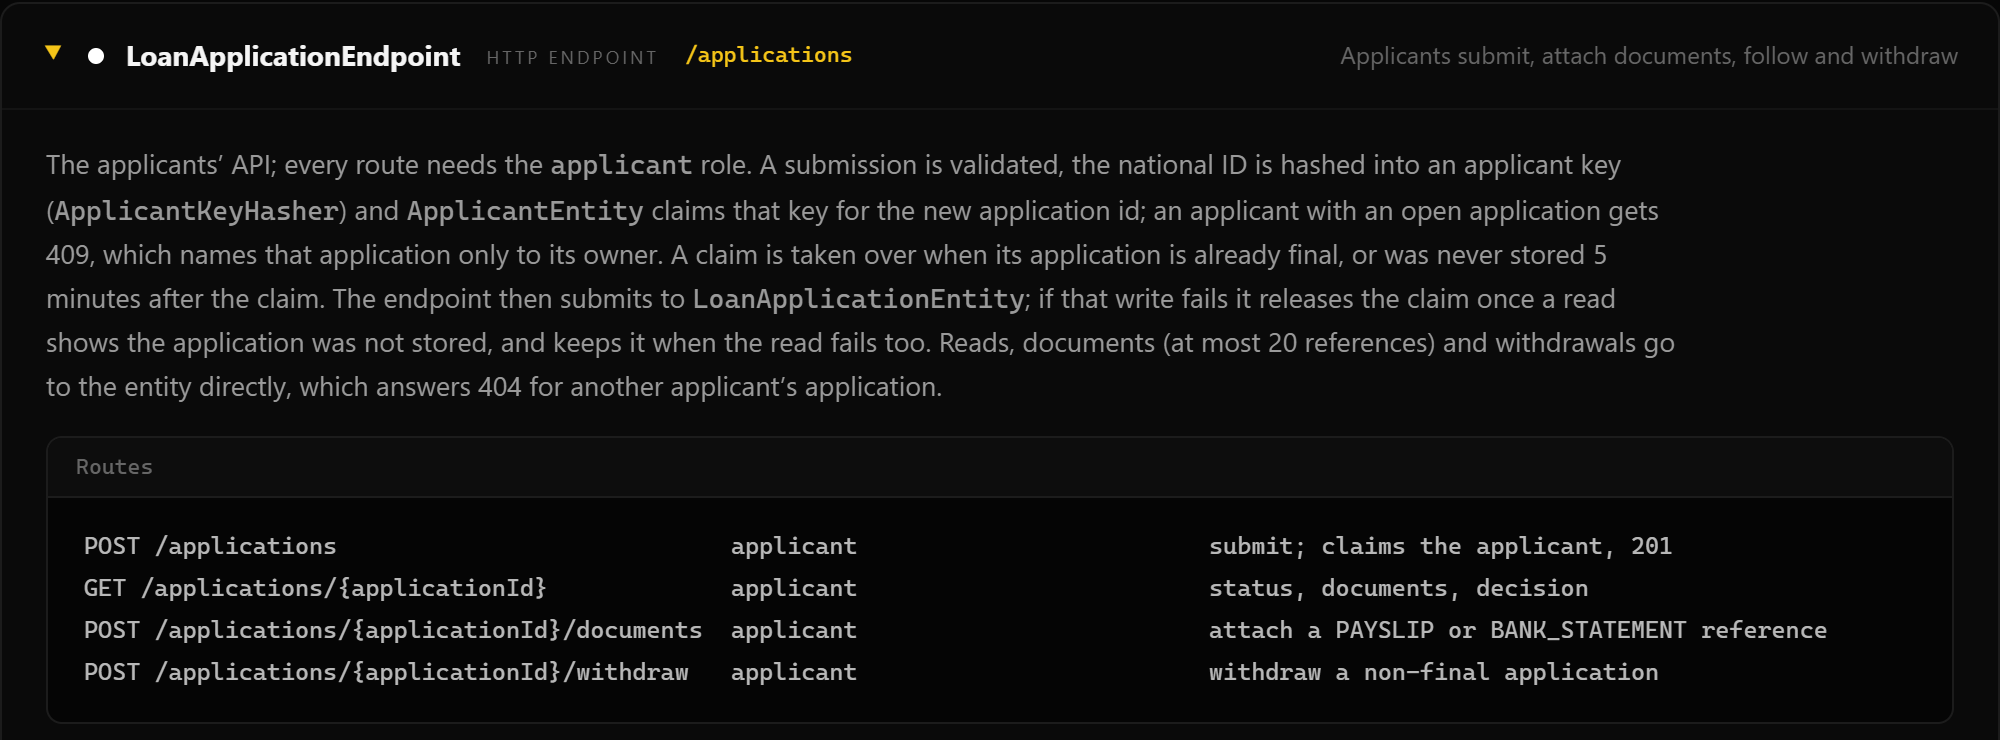 LoanApplicationEndpoint HTTP ENDPOINT /applications Applicants submit, attach documents, follow and withdraw
The applicants’ API; every route needs the applicant role. A submission is validated, the national ID is hashed into an applicant key
(ApplicantKeyHasher) and ApplicantEntity claims that key for the new application id; an applicant with an open application gets
409, which names that application only to its owner. A claim is taken over when its application is already final, or was never stored 5
minutes after the claim. The endpoint then submits to LoanApplicationEntity; if that write fails it releases the claim once a read
shows the application was not stored, and keeps it when the read fails too. Reads, documents (at most 20 references) and withdrawals go
to the entity directly, which answers 404 for another applicant’s application.
Routes
POST /applications applicant submit; claims the applicant, 201
GET /applications/{applicationId} applicant status, documents, decision
POST /applications/{applicationId}/documents applicant attach a PAYSLIP or BANK_STATEMENT reference
POST /applications/{applicationId}/withdraw applicant withdraw a non-final application